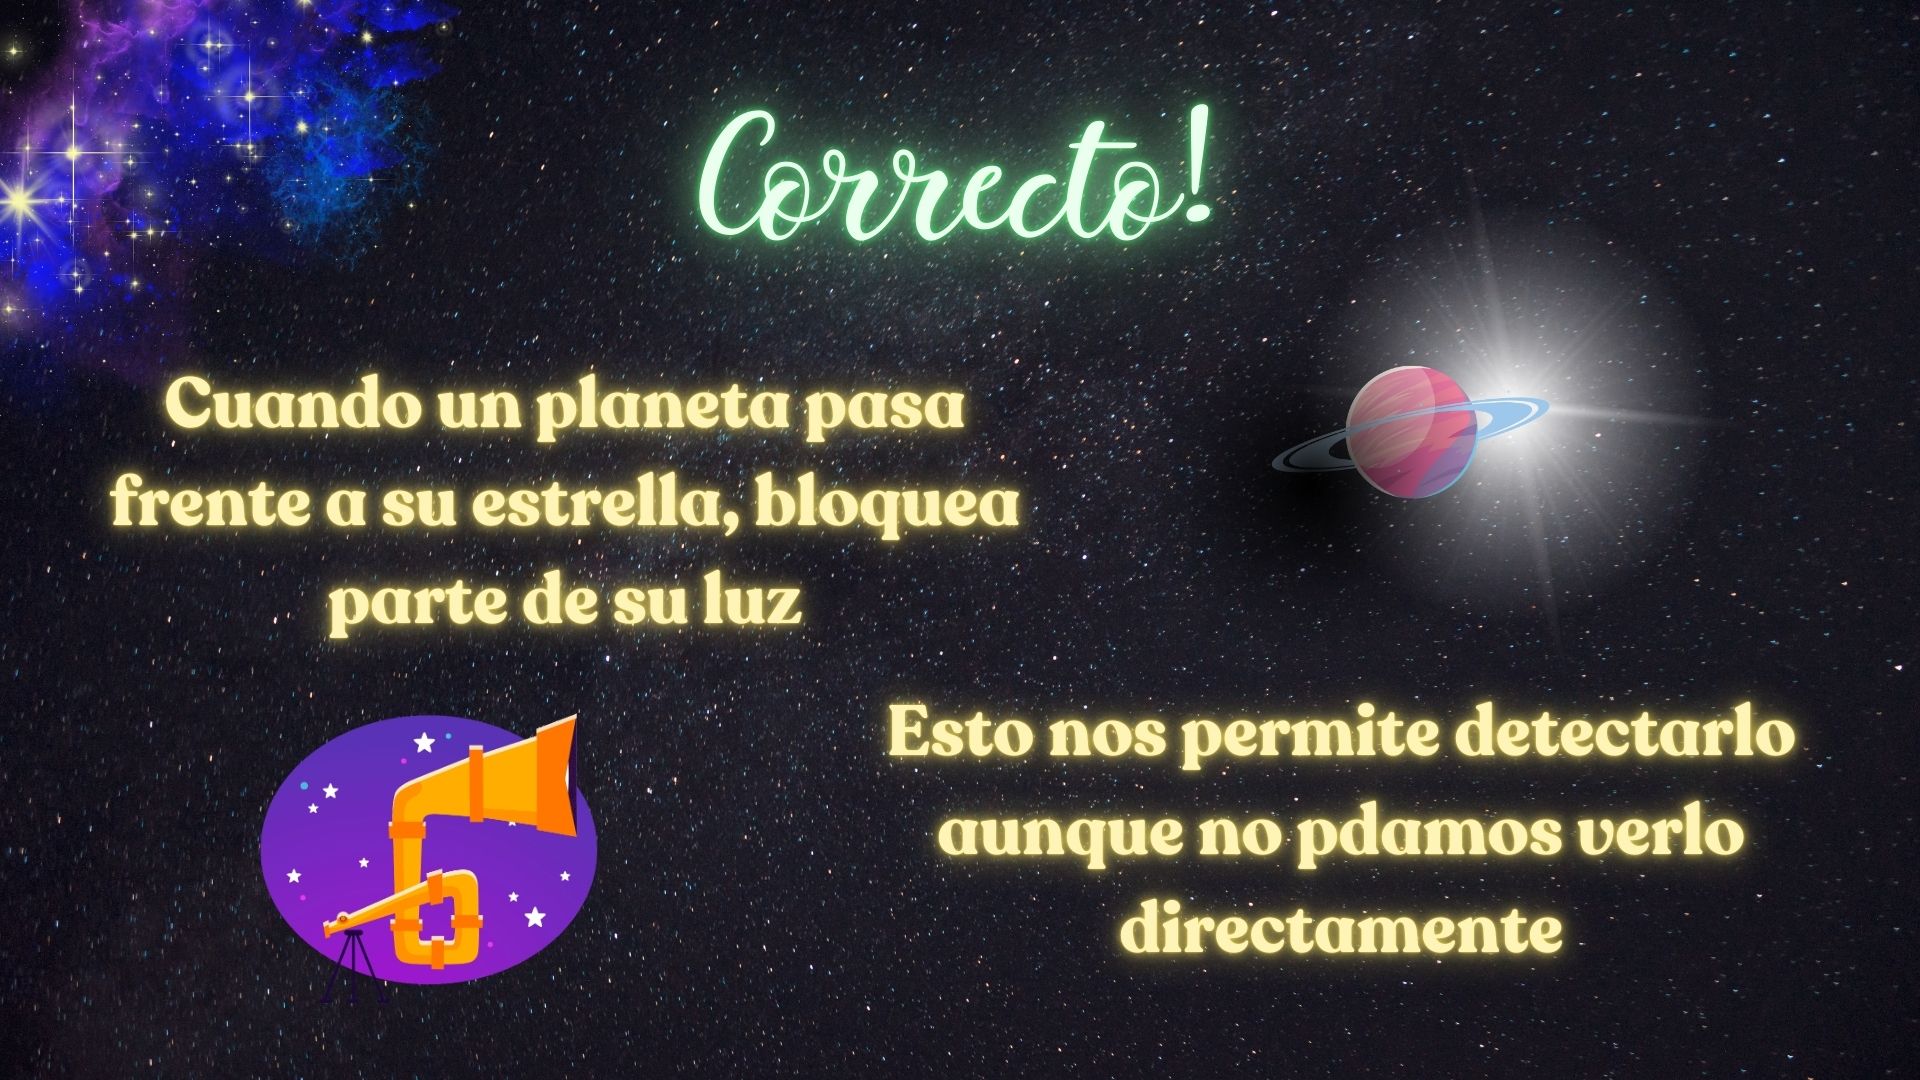 Correcto!
Cuando un planeta pasa
frente a su estrella, bloquea
parte de su luz
Esto nos permite detectarlo
aunque no pdamos verlo
directamente